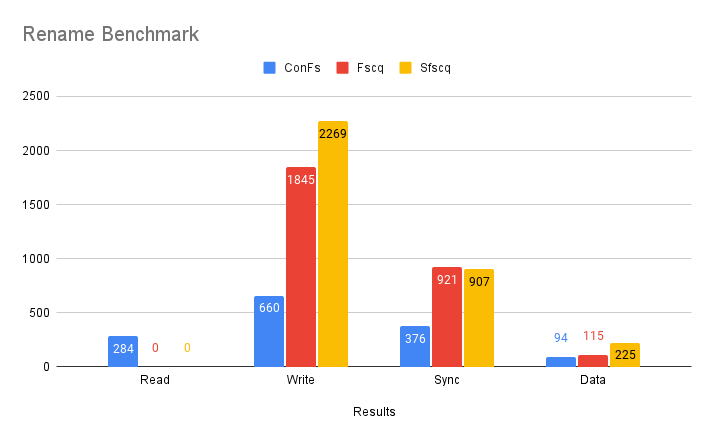 Rename Benchmark
ConFs Fscq Sfscq
2500
2000
1500
1000
500
0
284 0 0
660 1845 2269
376 921 907
94 115 225
Read Write Sync Data
Results